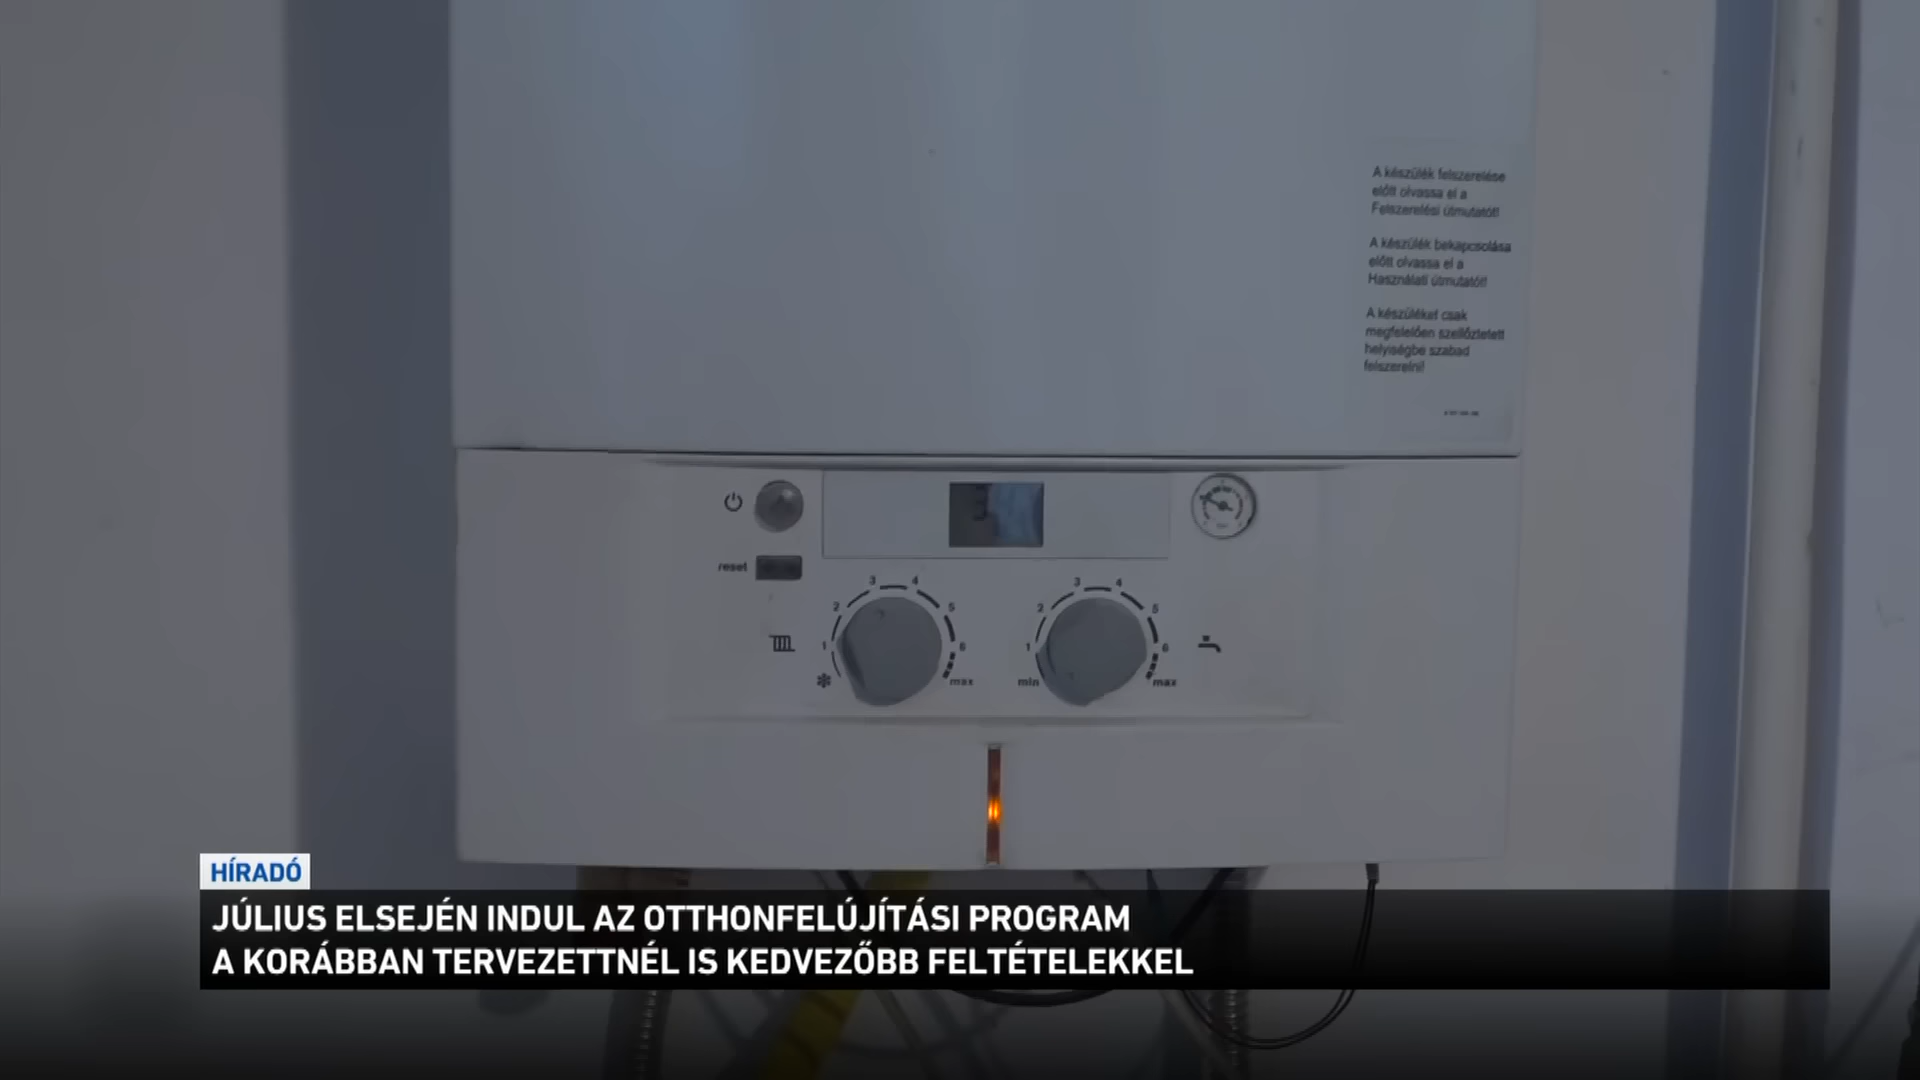 A készülék felszerelése
előtt olvassa el a
Felszerelési útmutatót!
A készülék bekapcsolása
előtt olvassa el a
Használati útmutatót!
A készüléket csak
megfelelően szellőztetett
helyiségbe szabad
felszerelni!
3
reset
3 4
2 5
1 6
max
3 4
2 5
1 6
min max
HÍRADÓ
JÚLIUS ELSEJÉN INDUL AZ OTTHONFELÚJÍTÁSI PROGRAM
A KORÁBBAN TERVEZETTNÉL IS KEDVEZŐBB FELTÉTELEKKEL